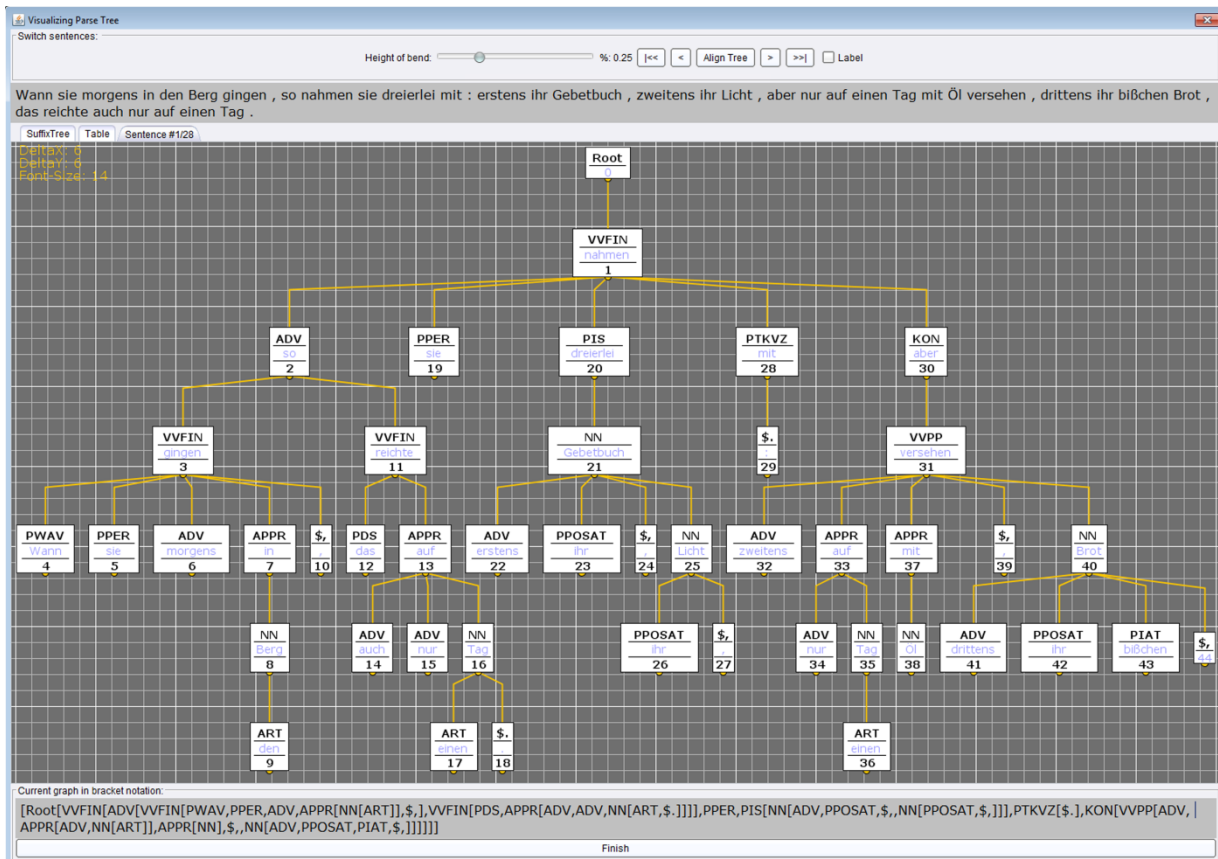 Visualizing Parse Tree
Switch sentences:
Height of bend: %: 0.25 |<< < Align Tree > >>| Label
Wann sie morgens in den Berg gingen , so nahmen sie dreierlei mit : erstens ihr Gebetbuch , zweitens ihr Licht , aber nur auf einen Tag mit Öl versehen , drittens ihr bißchen Brot ,
das reichte auch nur auf einen Tag .
SuffixTree Table Sentence #1/28
DeltaX: 6
DeltaY: 6
Font-Size: 14
Root
0
VVFIN
nahmen
1
ADV PPER PIS PTKVZ KON
so sie dreierlei mit aber
2 19 20 28 30
VVFIN VVFIN NN $. VVPP
gingen reichte Gebetbuch : versehen
3 11 21 29 31
PWAV PPER ADV APPR $, PDS APPR ADV PPOSAT $, NN ADV APPR APPR $, NN
Wann sie morgens in , das auf erstens ihr , Licht zweitens auf mit , Brot
4 5 6 7 10 12 13 22 23 24 25 32 33 37 39 40
NN ADV ADV NN PPOSAT $, ADV NN NN ADV PPOSAT PIAT $,
Berg auch nur Tag ihr , nur Tag Öl drittens ihr bißchen
8 14 15 16 26 27 34 35 38 41 42 43 44
ART ART $. ART
den einen . einen
9 17 18 36
Current graph in bracket notation:
[Root[VVFIN[ADV[VVFIN[PWAV,PPER,ADV,APPR[NN[ART]],$,],VVFIN[PDS,APPR[ADV,ADV,NN[ART,$.]]]],PPER,PIS[NN[ADV,PPOSAT,$,,NN[PPOSAT,$,]]],PTKVZ[$.],KON[VVPP[ADV,
APPR[ADV,NN[ART]],APPR[NN],$,,NN[ADV,PPOSAT,PIAT,$,]]]]]]
Finish